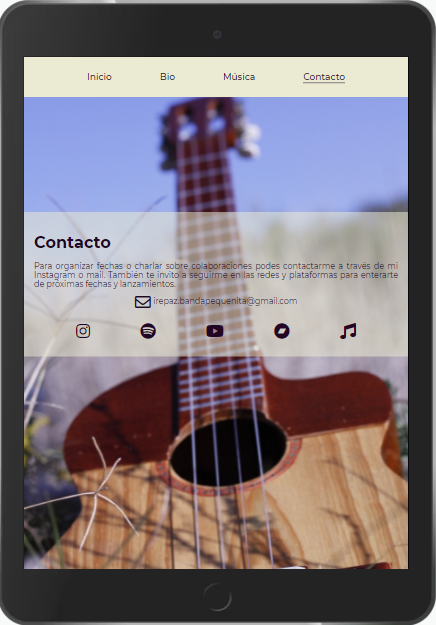 Inicio Bio Música Contacto
Contacto
Para organizar fechas o charlar sobre colaboraciones podes contactarme a través de mi
Instagram o mail. También te invito a seguirme en las redes y plataformas para enterarte
de próximas fechas y lanzamientos.
irepaz.bandapequenita@gmail.com